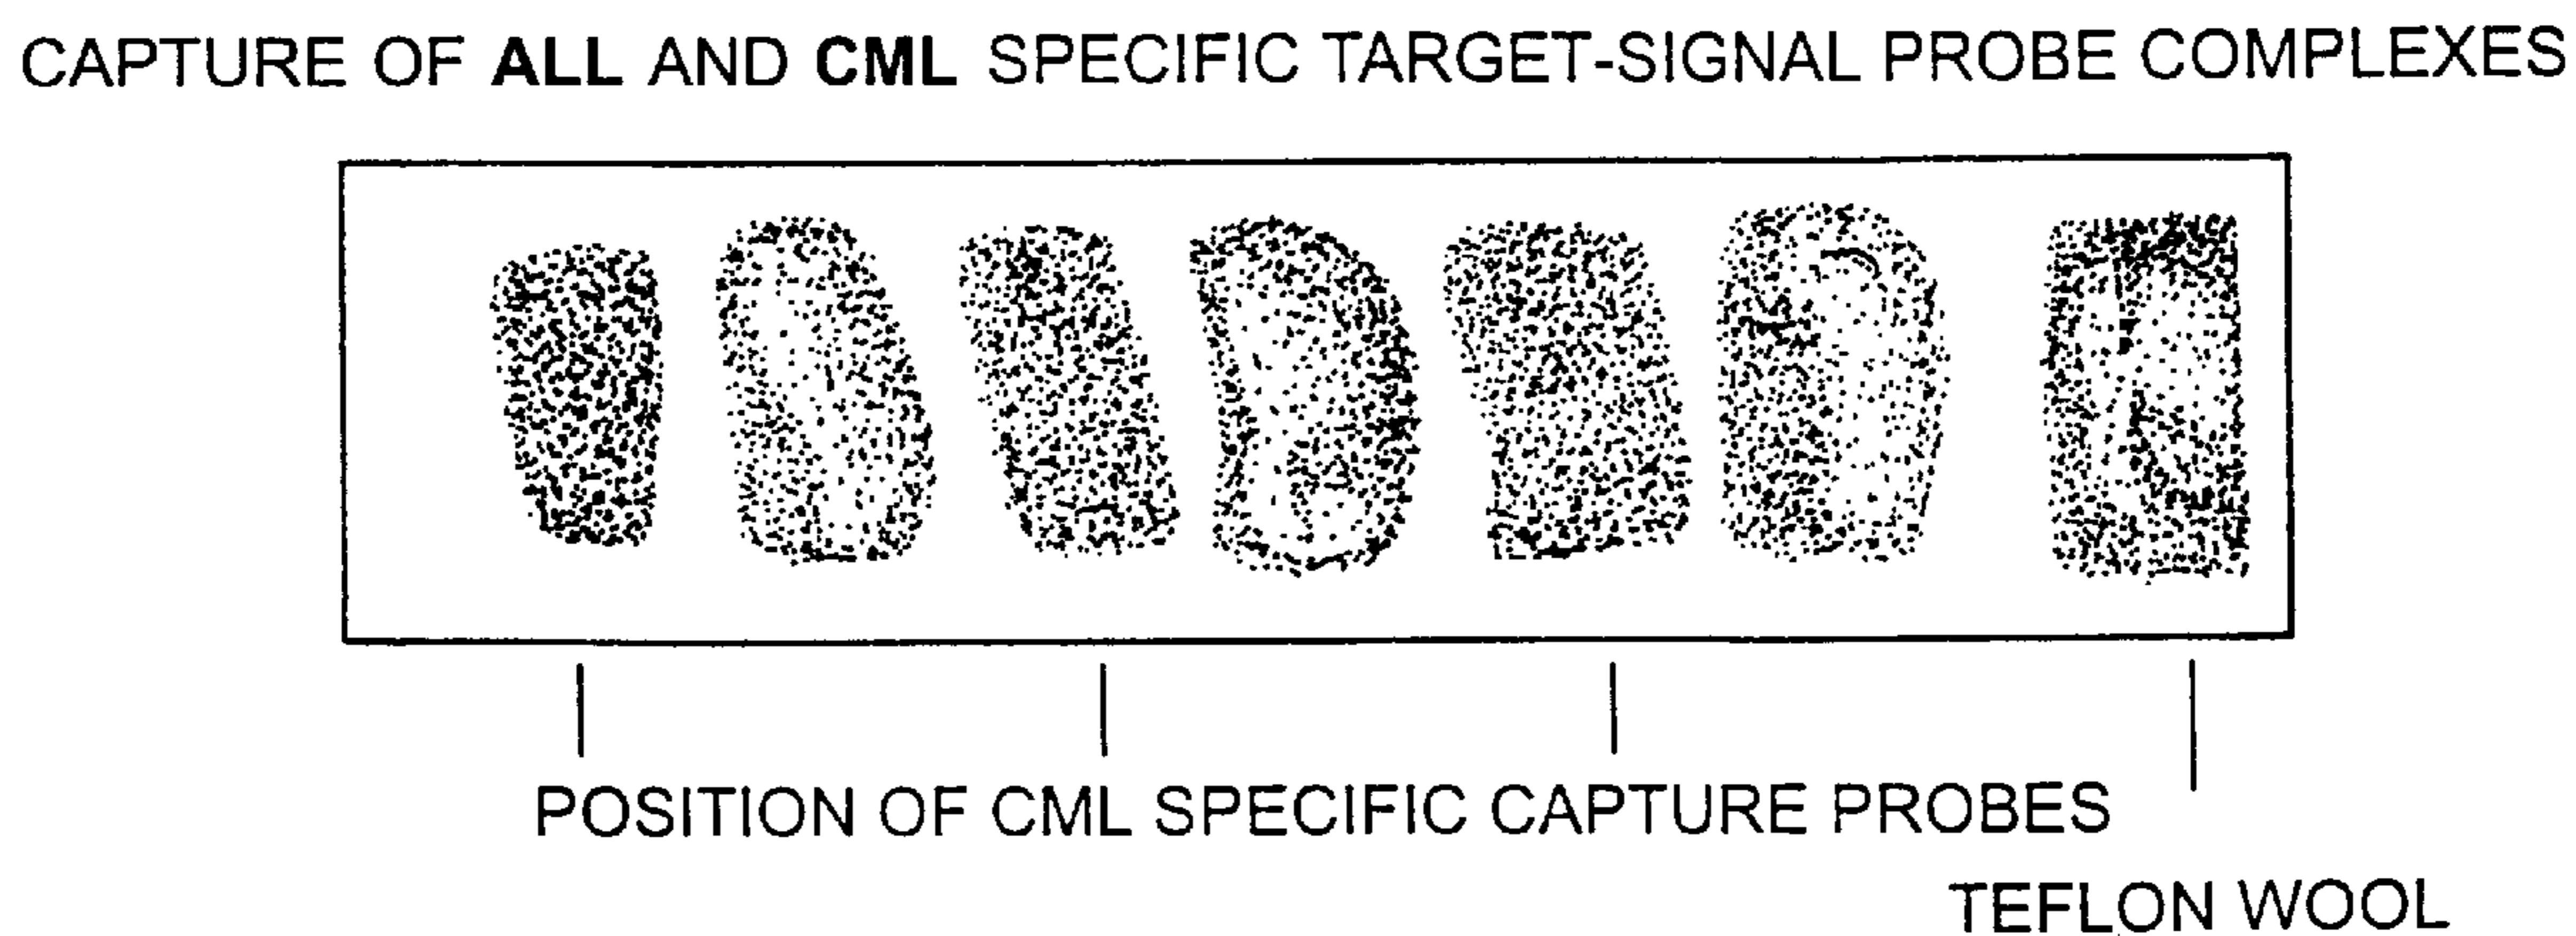 CAPTURE OF ALL AND CML SPECIFIC TARGET-SIGNAL PROBE COMPLEXES
POSITION OF CML SPECIFIC CAPTURE PROBES
TEFLON WOOL